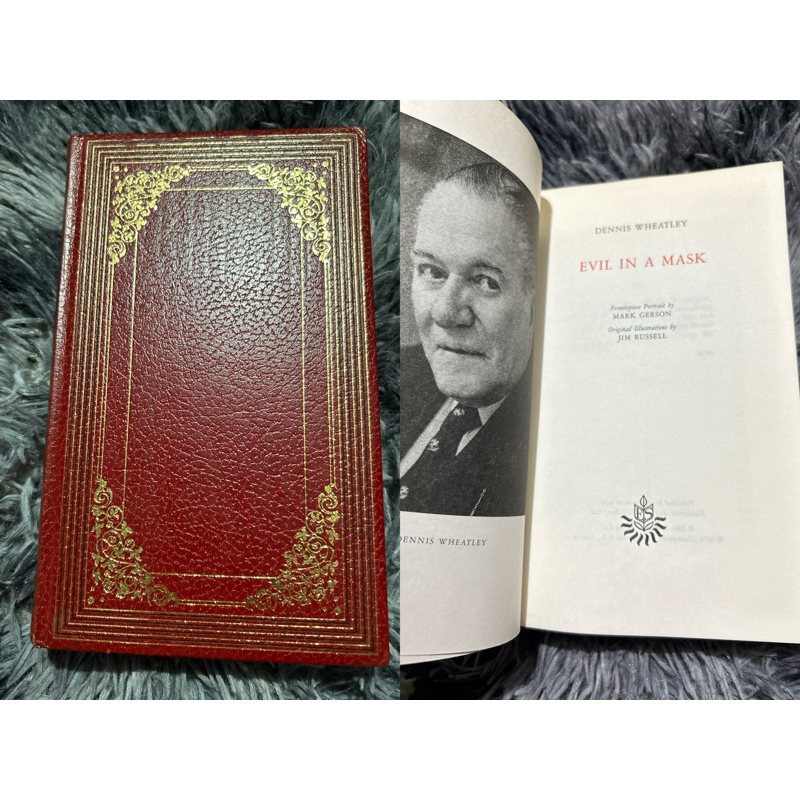 DENNIS WHEATLEY
DENNIS WHEATLEY
EVIL IN A MASK
Frontispiece Portrait by
MARK GERSON
Original Illustrations by
JIM RUSSELL